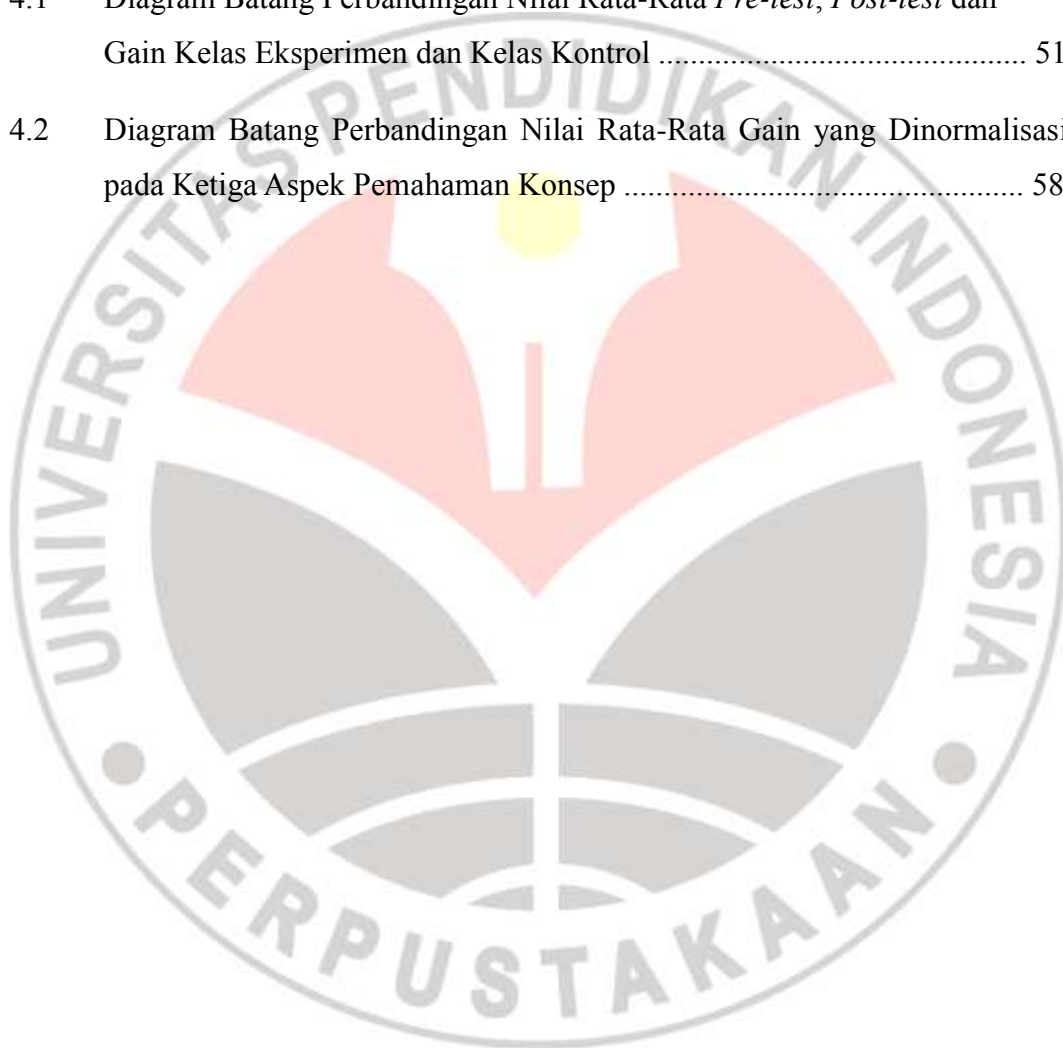 4.1 Diagram Batang Perbandingan Nilai Rata-Rata Pre-test, Post-test dan
Gain Kelas Eksperimen dan Kelas Kontrol .......................................... 51
4.2 Diagram Batang Perbandingan Nilai Rata-Rata Gain yang Dinormalisasi
pada Ketiga Aspek Pemahaman Konsep .............................................. 58
UNIVERSITAS PENDIDIKAN INDONESIA
PERPUSTAKAAN